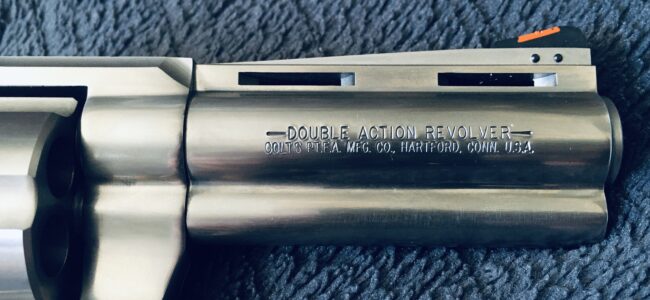 DOUBLE ACTION REVOLVER
COLT'S PT.F.A. MFG. CO., HARTFORD, CONN. U.S.A.